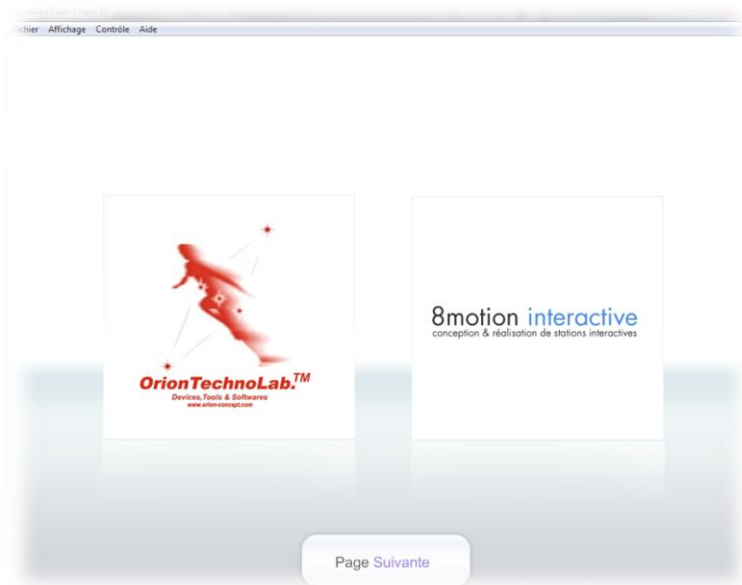 Affichage Contrôle Aide
OrionTechnoLab.™
Devices,Tools & Softwares
www.orion-concept.com
8motion interactive
conception & réalisation de stations interactives
Page Suivante